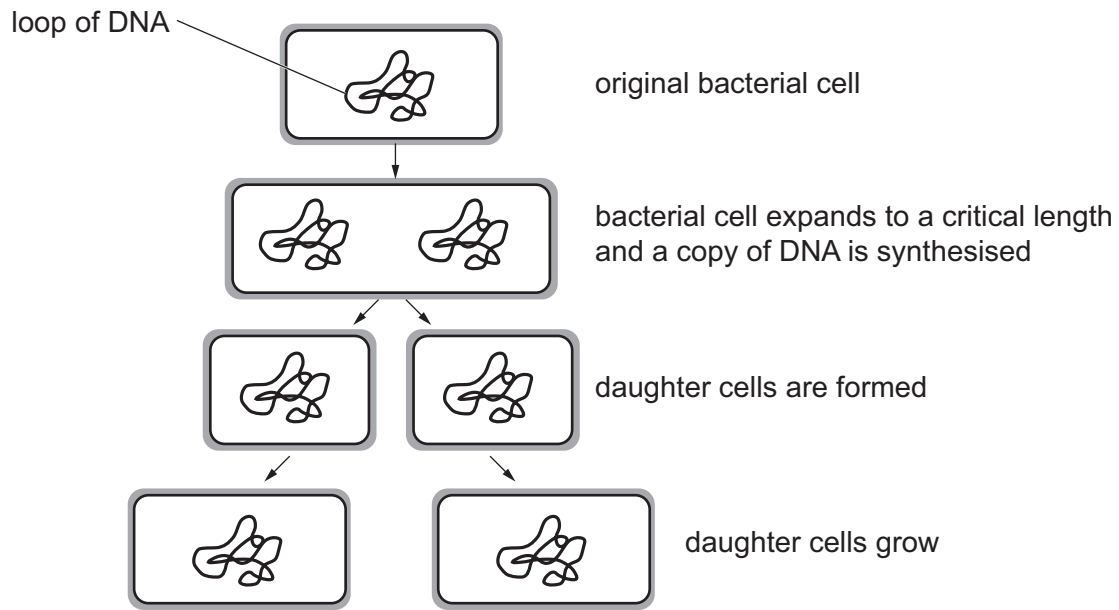 loop of DNA
original bacterial cell
bacterial cell expands to a critical length
and a copy of DNA is synthesised
daughter cells are formed
daughter cells grow